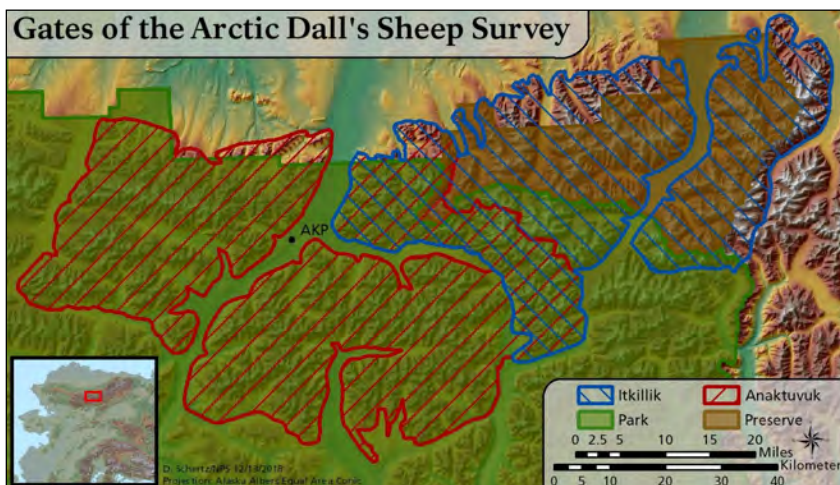 Gates of the Arctic Dall's Sheep Survey
AKP
Itkillik
Anaktuvuk
Park
Preserve
0 2.5 5 10 15 20
Miles
Kilometer
0 5 10 20 30 40
D. Schertz/NPS 12/18/2018
Projection: Alaska Albers Equal Area Conic